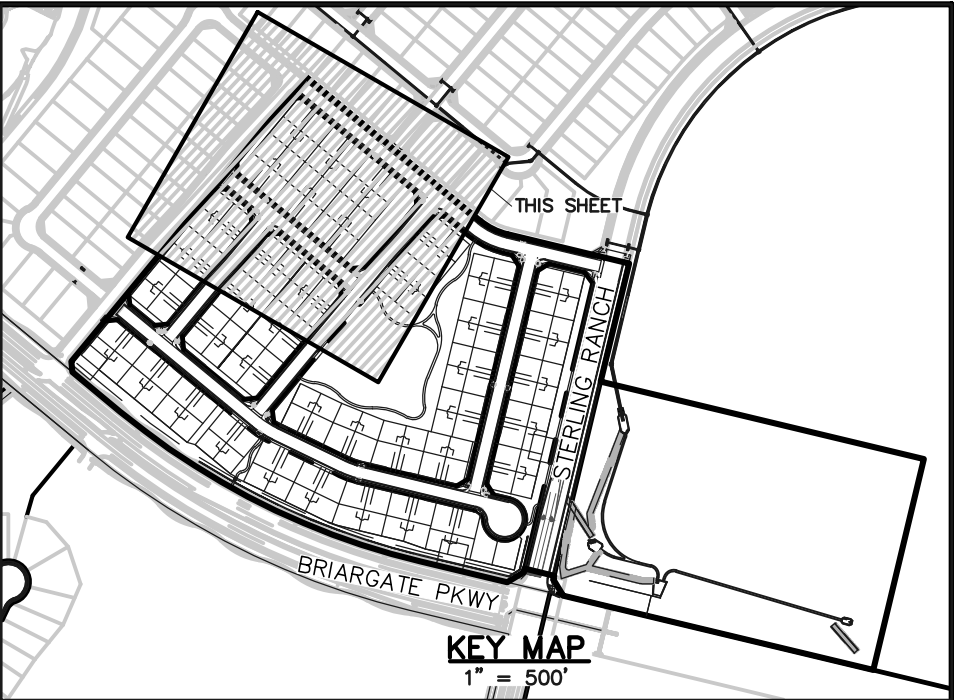 THIS SHEET
STERLING RANCH
BRIARGATE PKWY
KEY MAP
1" = 500'